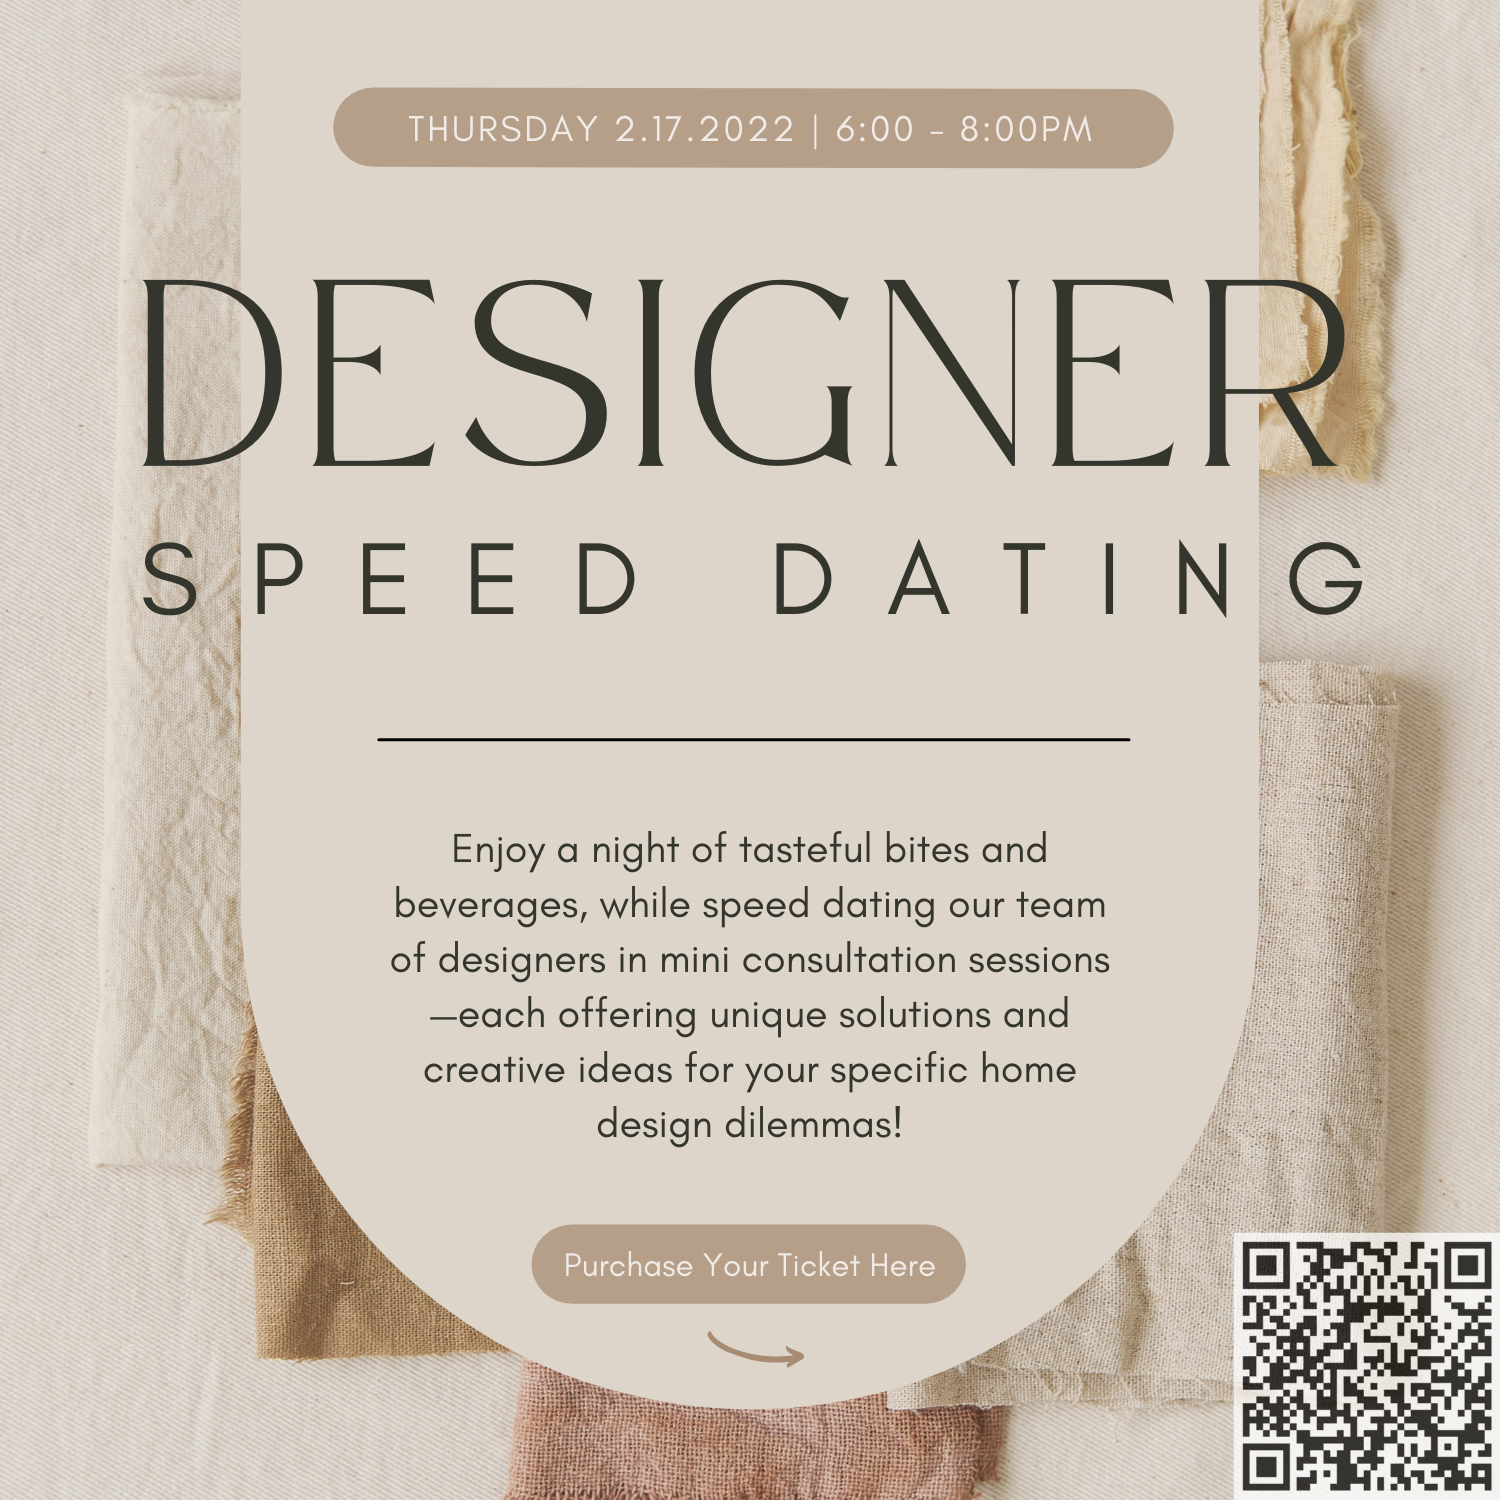 THURSDAY 2.17.2022 | 6:00 - 8:00PM
DESIGNER
SPEED DATING
Enjoy a night of tasteful bites and
beverages, while speed dating our team
of designers in mini consultation sessions
—each offering unique solutions and
creative ideas for your specific home
design dilemmas!
Purchase Your Ticket Here